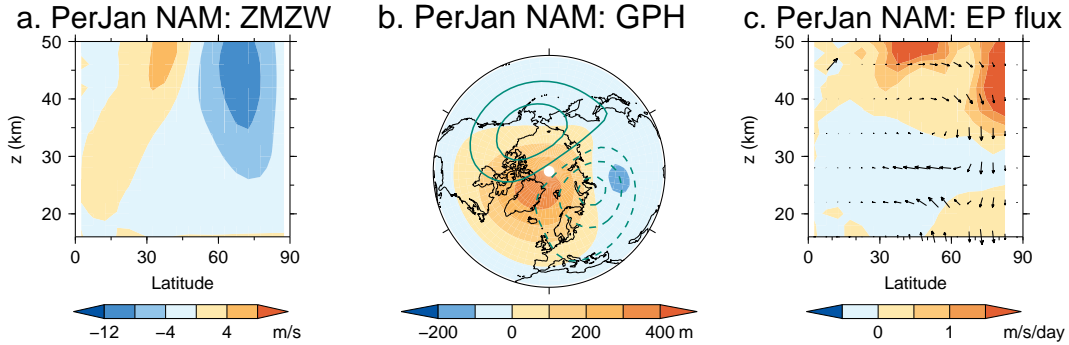 a. PerJan NAM: ZMZW
50
40
30
20
z (km)
0 30 60 90
Latitude
−12 −4 4 m/s
b. PerJan NAM: GPH
−200 0 200 400 m
c. PerJan NAM: EP flux
50
40
30
20
z (km)
0 30 60 90
Latitude
0 1 m/s/day